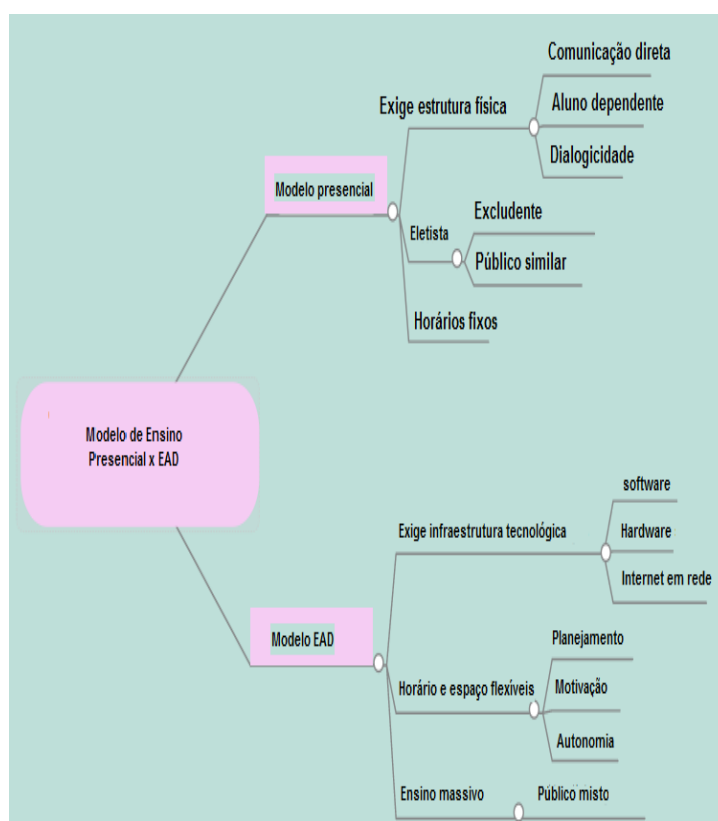 Comunicação direta
Exige estrutura física
Aluno dependente
Dialogicidade
Modelo presencial
Excludente
Eletista
Público similar
Horários fixos
Modelo de Ensino
Presencial x EAD
software
Exige infraestrutura tecnológica
Hardware
Internet em rede
Modelo EAD
Planejamento
Horário e espaço flexíveis
Motivação
Autonomia
Ensino massivo
Público misto